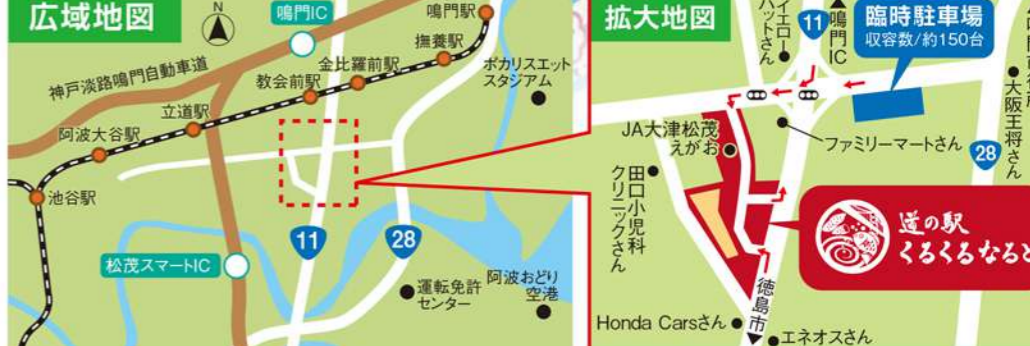 広域地図
N
鳴門IC
鳴門駅
撫養駅
金比羅前駅
教会前駅
ポカリスエット
スタジアム
神戸淡路鳴門自動車道
立道駅
阿波大谷駅
池谷駅
松茂スマートIC
11
28
運転免許
センター
阿波おどり
空港
拡大地図
イエロー
ハットさん
11
▲鳴門IC
臨時駐車場
収容数/約150台
大阪王将さん
28
JA大津松茂
えがお
ファミリーマートさん
田口小児科
クリニックさん
道の駅
くるくるなると
徳島市▼
Honda Carsさん
エネオスさん